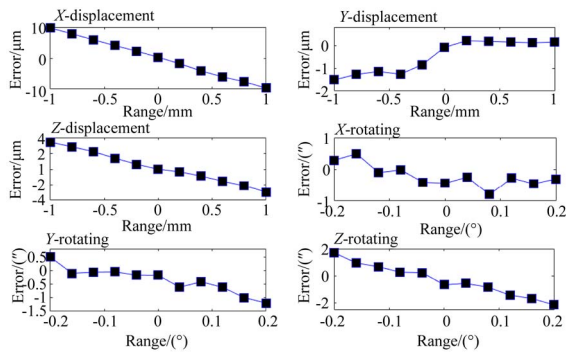 X-displacement
Error/μm
10
0
-10
-1 -0.5 0 0.5 1
Range/mm
Y-displacement
Error/μm
0
-1
-2
-1 -0.5 0 0.5 1
Range/mm
Z-displacement
Error/μm
4
2
1
-2
-4
-1 -0.5 0 0.5 1
Range/mm
X-rotating
Error/(″)
1
0
-1
-0.2 -0.1 0 0.1 0.2
Range/(°)
Y-rotating
Error/(″)
0.5
0
-0.5
-1
-1.5
-0.2 -0.1 0 0.1 0.2
Range/(°)
Z-rotating
Error/(″)
2
0
-2
-0.2 -0.1 0 0.1 0.2
Range/(°)